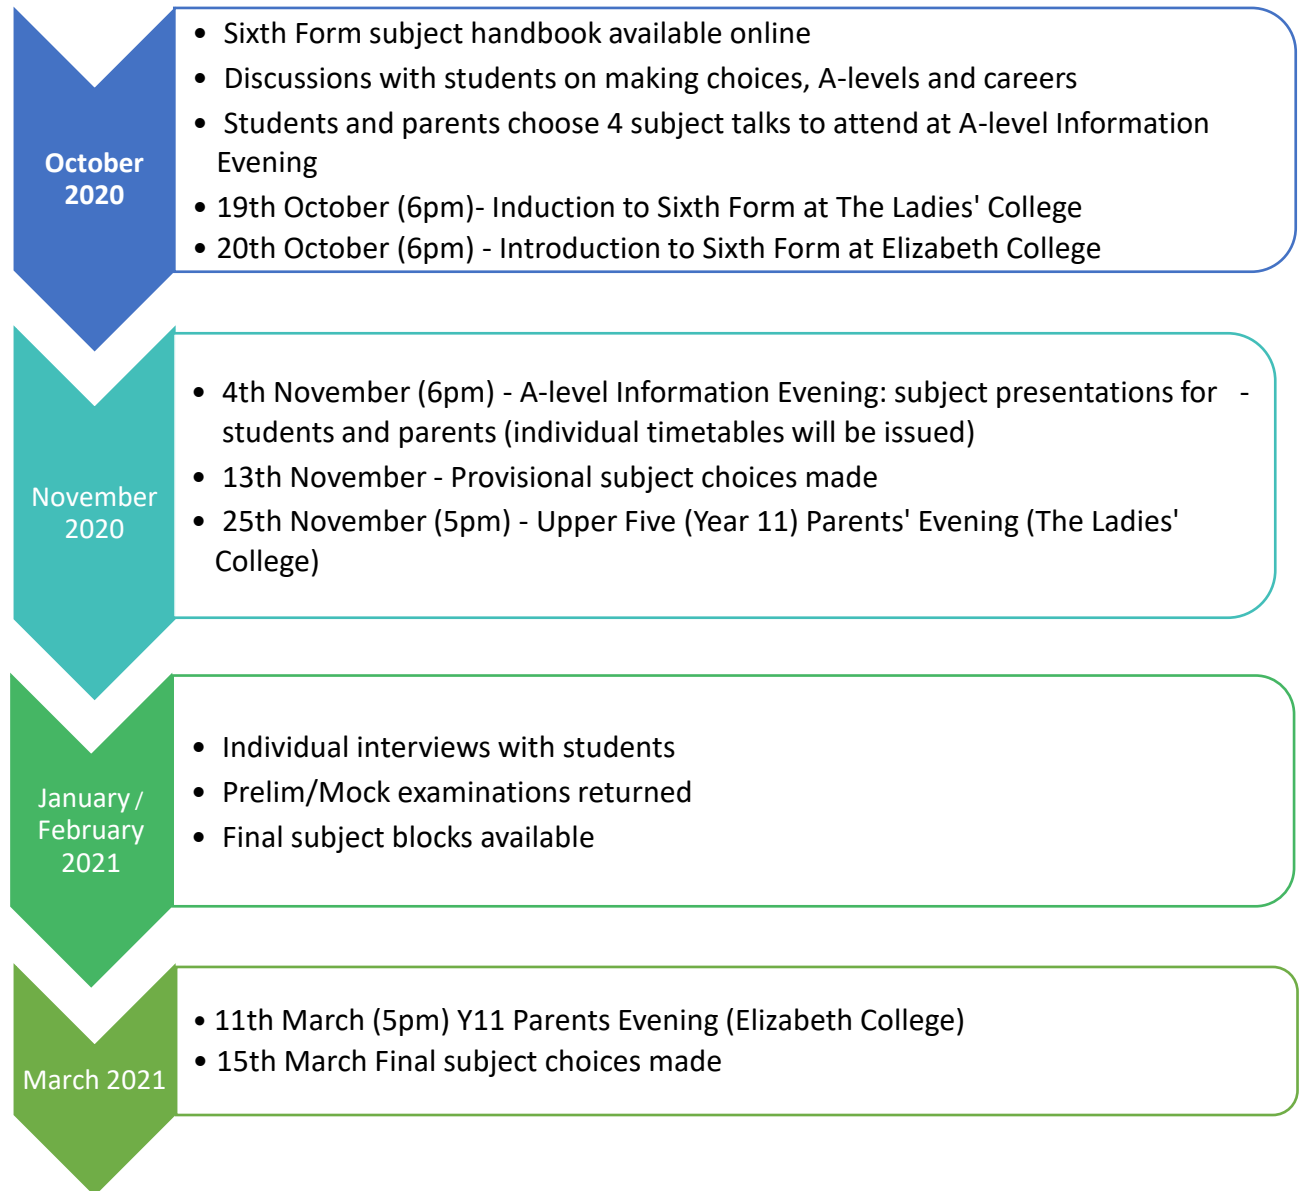 October
2020
• Sixth Form subject handbook available online
• Discussions with students on making choices, A-levels and careers
• Students and parents choose 4 subject talks to attend at A-level Information
Evening
• 19th October (6pm)- Induction to Sixth Form at The Ladies' College
• 20th October (6pm) - Introduction to Sixth Form at Elizabeth College
November
2020
• 4th November (6pm) - A-level Information Evening: subject presentations for -
students and parents (individual timetables will be issued)
• 13th November - Provisional subject choices made
• 25th November (5pm) - Upper Five (Year 11) Parents' Evening (The Ladies'
College)
January /
February
2021
• Individual interviews with students
• Prelim/Mock examinations returned
• Final subject blocks available
March 2021
• 11th March (5pm) Y11 Parents Evening (Elizabeth College)
• 15th March Final subject choices made